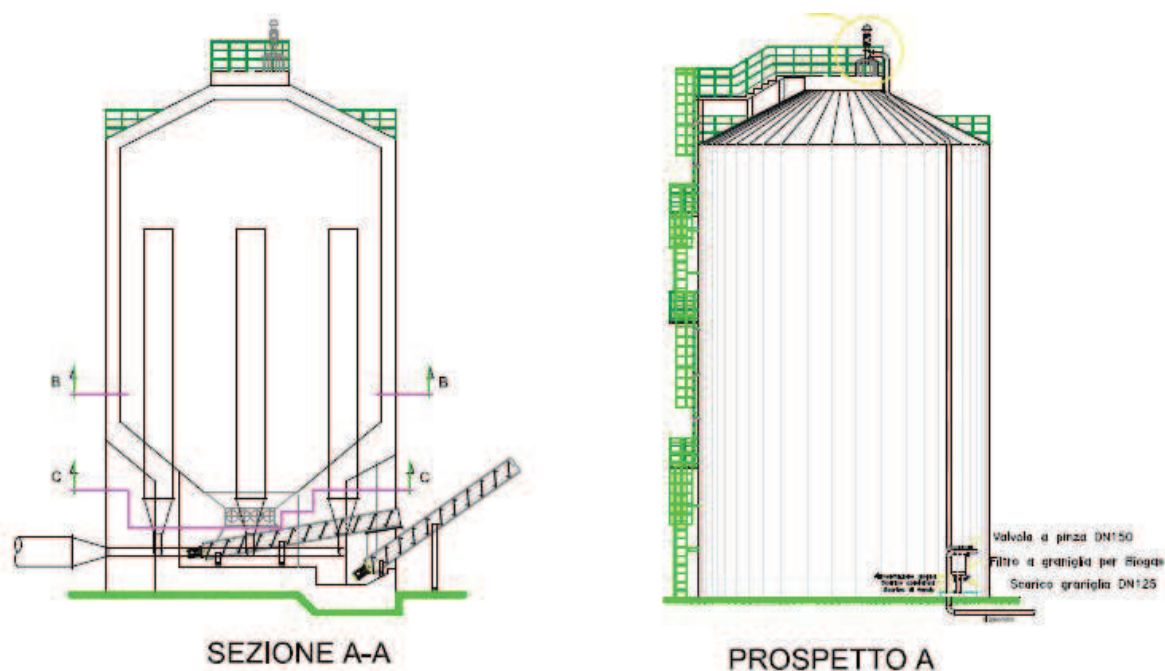 B
B
C
C
SEZIONE A-A
Valvola a pinza DN150
Filtro a graniglia per Biogas
Scarico graniglia DN125
PROSPETTO A